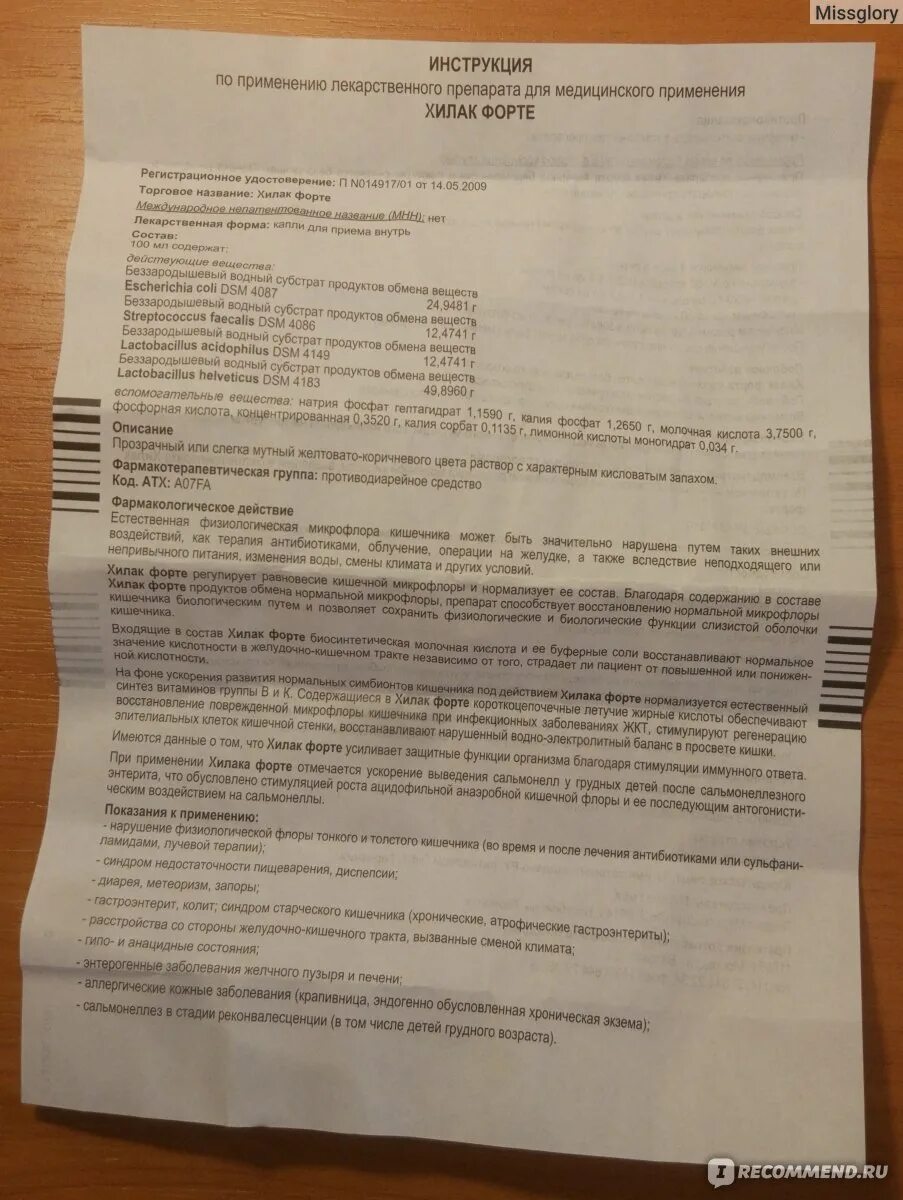 Missglory
ИНСТРУКЦИЯ
по применению лекарственного препарата для медицинского применения
ХИЛАК ФОРТЕ
Регистрационное удостоверение: П N014917/01 от 14.05.2009
Торговое название: Хилак форте
Международное непатентованное название (МНН): нет
Лекарственная форма: капли для приема внутрь
Состав:
100 мл содержат:
действующие вещества:
Беззародышевый водный субстрат продуктов обмена веществ
Escherichia coli DSM 4087 24,9481 г
Беззародышевый водный субстрат продуктов обмена веществ
Streptococcus faecalis DSM 4086 12,4741 г
Беззародышевый водный субстрат продуктов обмена веществ
Lactobacillus acidophilus DSM 4149 12,4741 г
Беззародышевый водный субстрат продуктов обмена веществ
Lactobacillus helveticus DSM 4183 49,8960 г
вспомогательные вещества: натрия фосфат гептагидрат 1,1590 г, калия фосфат 1,2650 г, молочная кислота 3,7500 г,
фосфорная кислота, концентрированная 0,3520 г, калия сорбат 0,1135 г, лимонной кислоты моногидрат 0,034 г.
Описание
Прозрачный или слегка мутный желтовато-коричневого цвета раствор с характерным кисловатым запахом.
Фармакотерапевтическая группа: противодиарейное средство
Код. АТХ: A07FA
Фармакологическое действие
Естественная физиологическая микрофлора кишечника может быть значительно нарушена путем таких внешних
воздействий, как терапия антибиотиками, облучение, операции на желудке, а также вследствие неподходящего или
непривычного питания, изменения воды, смены климата и других условий.
Хилак форте регулирует равновесие кишечной микрофлоры и нормализует ее состав. Благодаря содержанию в составе
Хилак форте продуктов обмена нормальной микрофлоры, препарат способствует восстановлению нормальной микрофлоры
кишечника биологическим путем и позволяет сохранить физиологические и биологические функции слизистой оболочки
кишечника.
Входящие в состав Хилак форте биосинтетическая молочная кислота и ее буферные соли восстанавливают нормальное
значение кислотности в желудочно-кишечном тракте независимо от того, страдает ли пациент от повышенной или понижен-
ной кислотности.
На фоне ускорения развития нормальных симбионтов кишечника под действием Хилака форте нормализуется естественный
синтез витаминов группы В и К. Содержащиеся в Хилак форте короткоцепочечные летучие жирные кислоты обеспечивают
восстановление поврежденной микрофлоры кишечника при инфекционных заболеваниях ЖКТ, стимулируют регенерацию
эпителиальных клеток кишечной стенки, восстанавливают нарушенный водно-электролитный баланс в просвете кишки.
Имеются данные о том, что Хилак форте усиливает защитные функции организма благодаря стимуляции иммунного ответа.
При применении Хилака форте отмечается ускорение выведения сальмонелл у грудных детей после сальмонеллезного
энтерита, что обусловлено стимуляцией роста ацидофильной анаэробной кишечной флоры и ее последующим антогонисти-
ческим воздействием на сальмонеллы.
Показания к применению:
- нарушение физиологической флоры тонкого и толстого кишечника (во время и после лечения антибиотиками или сульфани-
ламидами, лучевой терапии);
- синдром недостаточности пищеварения, диспепсии;
- диарея, метеоризм, запоры;
- гастроэнтерит, колит; синдром старческого кишечника (хронические, атрофические гастроэнтериты);
- расстройства со стороны желудочно-кишечного тракта, вызванные сменой климата;
- гипо- и анацидные состояния;
- энтерогенные заболевания желчного пузыря и печени;
- аллергические кожные заболевания (крапивница, эндогенно обусловленная хроническая экзема);
- сальмонеллез в стадии реконвалесценции (в том числе детей грудного возраста).
I RECOMMEND.RU